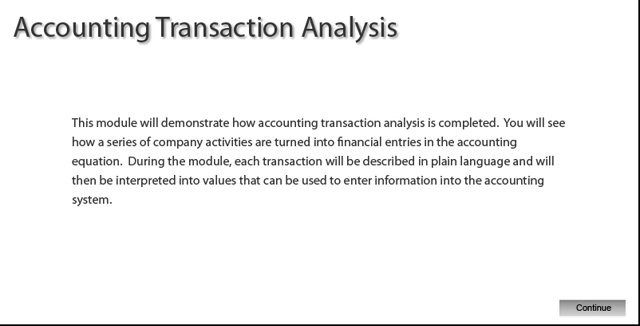 Accounting Transaction Analysis
This module will demonstrate how accounting transaction analysis is completed.  You will see
how a series of company activities are turned into financial entries in the accounting
equation.  During the module, each transaction will be described in plain language and will
then be interpreted into values that can be used to enter information into the accounting
system.
Continue